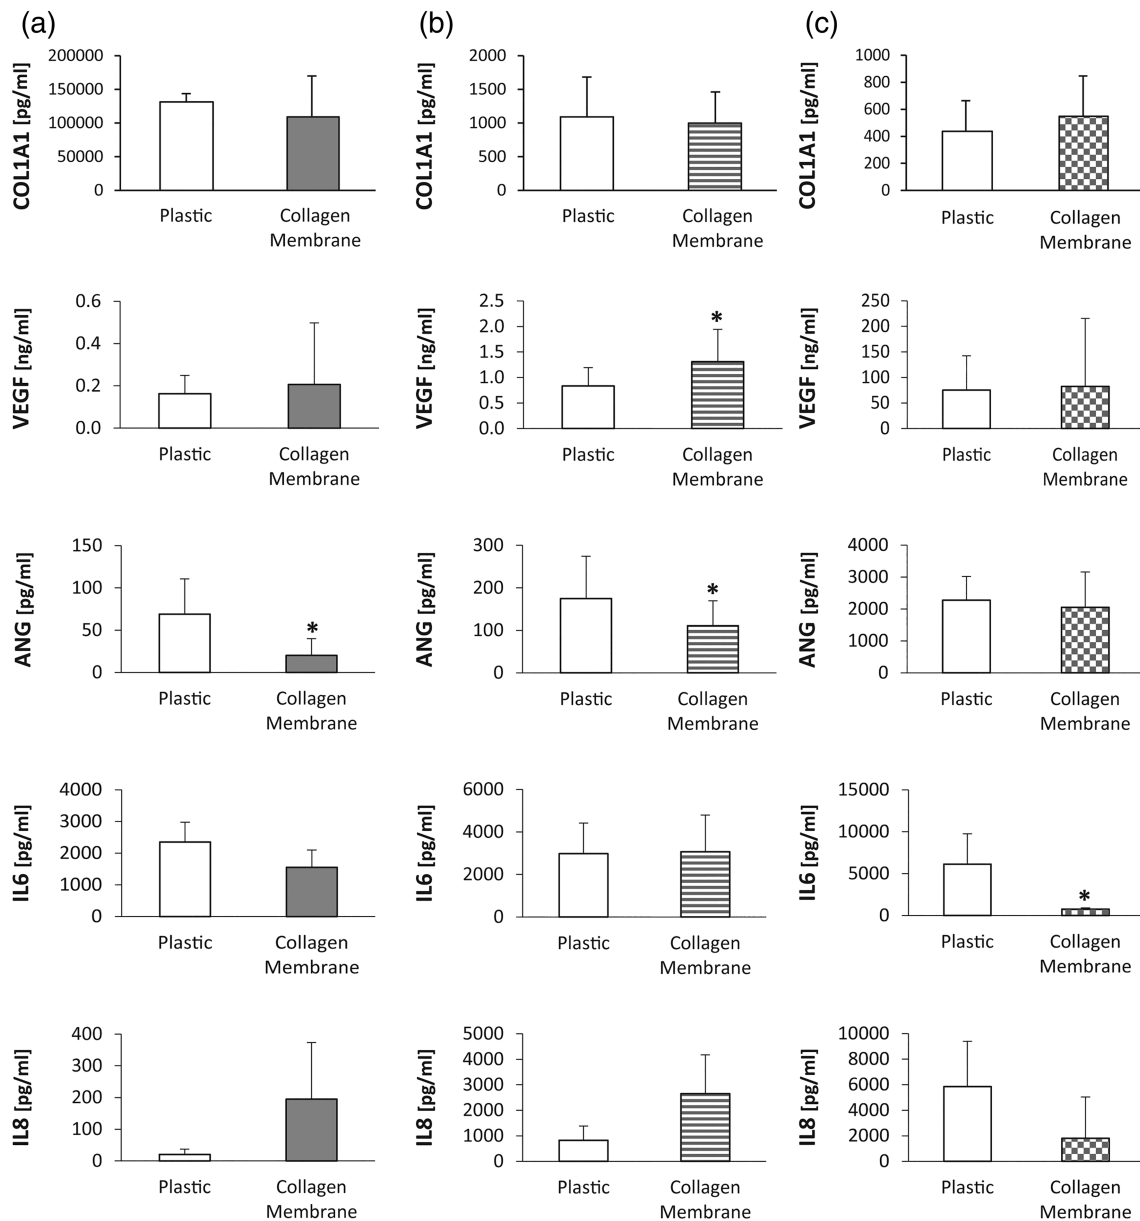 (a)
(b)
(c)
COL1A1 [pg/ml]
200000
150000
100000
50000
0
Plastic
Collagen
Membrane
COL1A1 [pg/ml]
2000
1500
1000
500
0
Plastic
Collagen
Membrane
COL1A1 [pg/ml]
1000
800
600
400
200
0
Plastic
Collagen
Membrane
VEGF [ng/ml]
0.6
0.4
0.2
0.0
Plastic
Collagen
Membrane
VEGF [ng/ml]
2.5
2.0
1.5
1.0
0.5
0.0
*
Plastic
Collagen
Membrane
VEGF [ng/ml]
250
200
150
100
50
0
Plastic
Collagen
Membrane
ANG [pg/ml]
150
100
50
0
*
Plastic
Collagen
Membrane
ANG [pg/ml]
300
200
100
0
*
Plastic
Collagen
Membrane
ANG [pg/ml]
4000
3000
2000
1000
0
Plastic
Collagen
Membrane
IL6 [pg/ml]
4000
3000
2000
1000
0
Plastic
Collagen
Membrane
IL6 [pg/ml]
6000
4000
2000
0
Plastic
Collagen
Membrane
IL6 [pg/ml]
15000
10000
5000
0
*
Plastic
Collagen
Membrane
IL8 [pg/ml]
400
300
200
100
0
Plastic
Collagen
Membrane
IL8 [pg/ml]
5000
4000
3000
2000
1000
0
Plastic
Collagen
Membrane
IL8 [pg/ml]
10000
8000
6000
4000
2000
0
Plastic
Collagen
Membrane